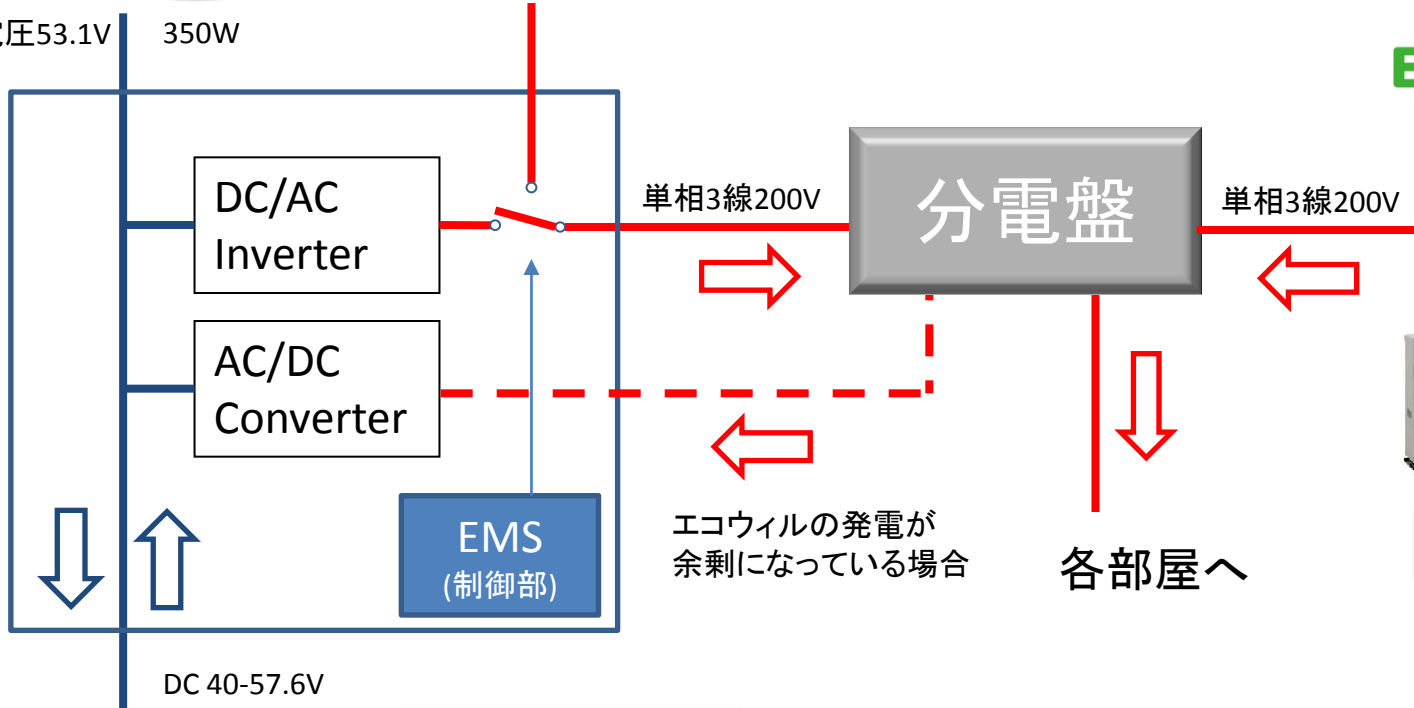 圧53.1V
350W
DC/AC
Inverter
単相3線200V
分電盤
単相3線200V
AC/DC
Converter
EMS
(制御部)
エコウィルの発電が
余剰になっている場合
各部屋へ
DC 40-57.6V